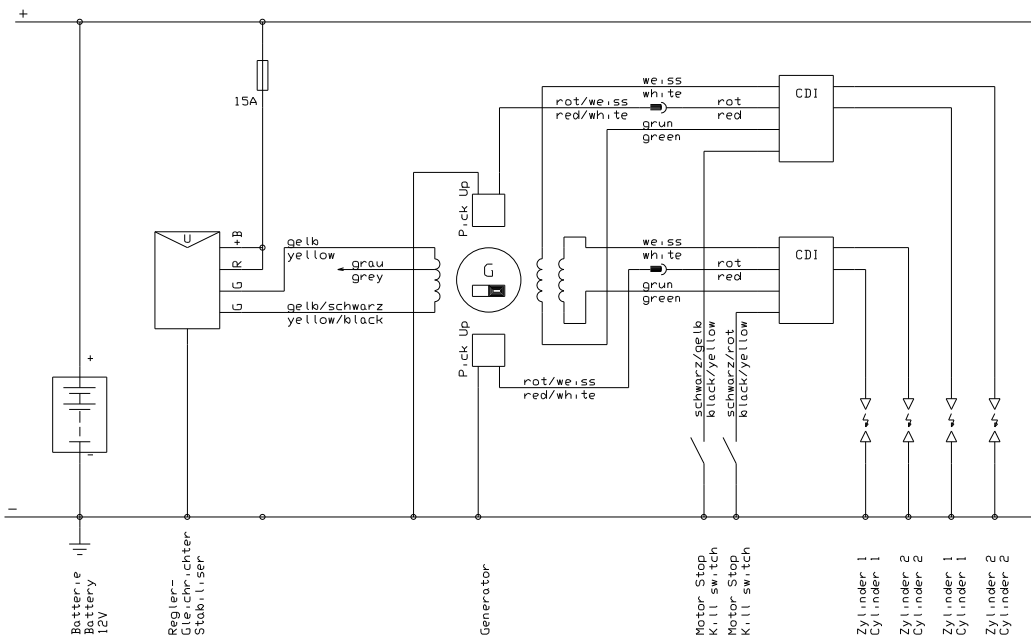 +
weiss
white
CDI
15A
rot/weiss
red/white
rot
red
grun
green
Pick Up
U
+B
R
G
G
gelb
yellow
grau
grey
gelb/schwarz
yellow/black
G
weiss
white
CDI
rot
red
grun
green
Pick Up
schwarz/gelb
black/yellow
schwarz/rot
black/yellow
+
rot/weiss
red/white
-
-
Batterie
Battery
12V
Regler-
Gleichrichter
Stabiliser
Generator
Motor Stop
Kill switch
Motor Stop
Kill switch
Zylinder 1
Cylinder 1
Zylinder 2
Cylinder 2
Zylinder 1
Cylinder 1
Zylinder 2
Cylinder 2